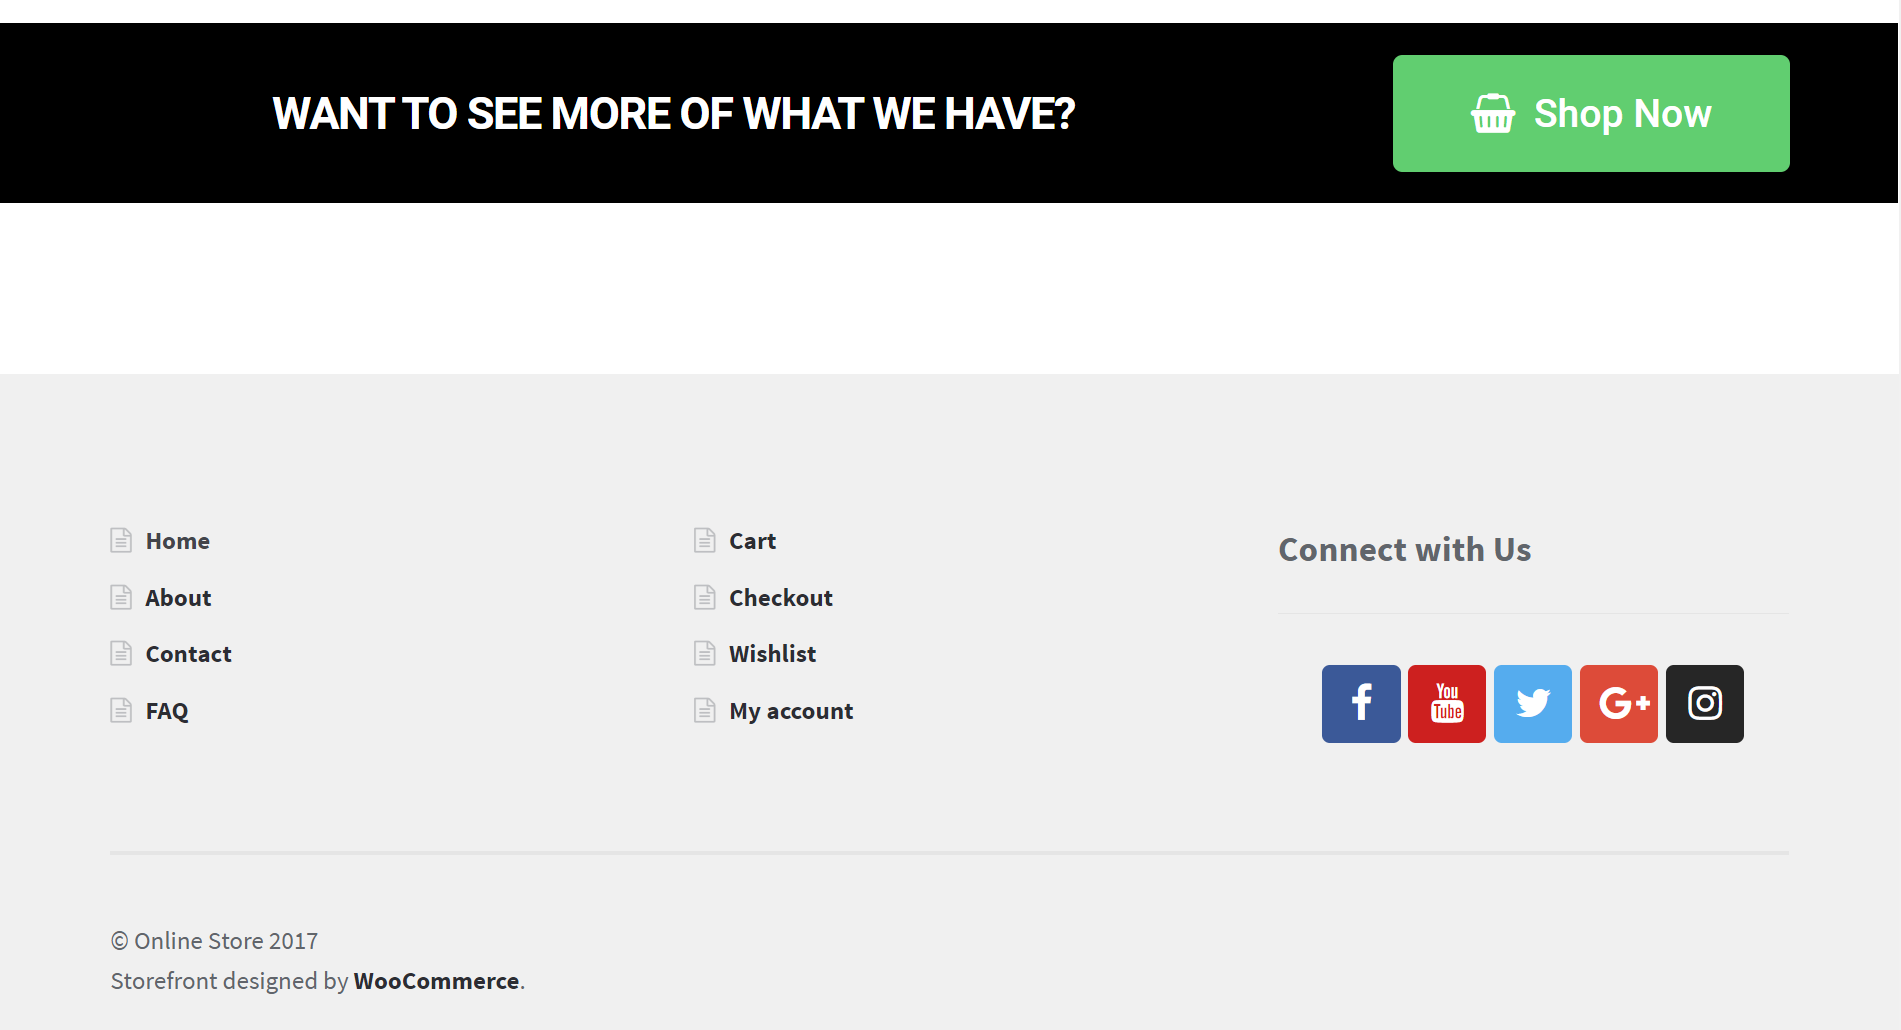 WANT TO SEE MORE OF WHAT WE HAVE?
Shop Now
Home
About
Contact
FAQ
Cart
Checkout
Wishlist
My account
Connect with Us
f
You
Tube
G+
© Online Store 2017
Storefront designed by WooCommerce.